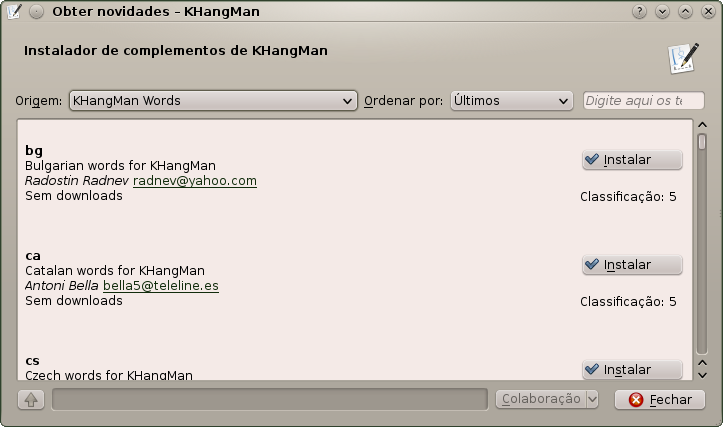 Obter novidades – KHangMan
Instalador de complementos de KHangMan
Origem: KHangMan Words Ordenar por: Últimos Digite aqui os te
bg
Bulgarian words for KHangMan Instalar
Radostin Radnev radnev@yahoo.com
Sem downloads Classificação: 5
ca
Catalan words for KHangMan Instalar
Antoni Bella bella5@teleline.es
Sem downloads Classificação: 5
cs
Czech words for KHangMan Instalar
Colaboração Fechar